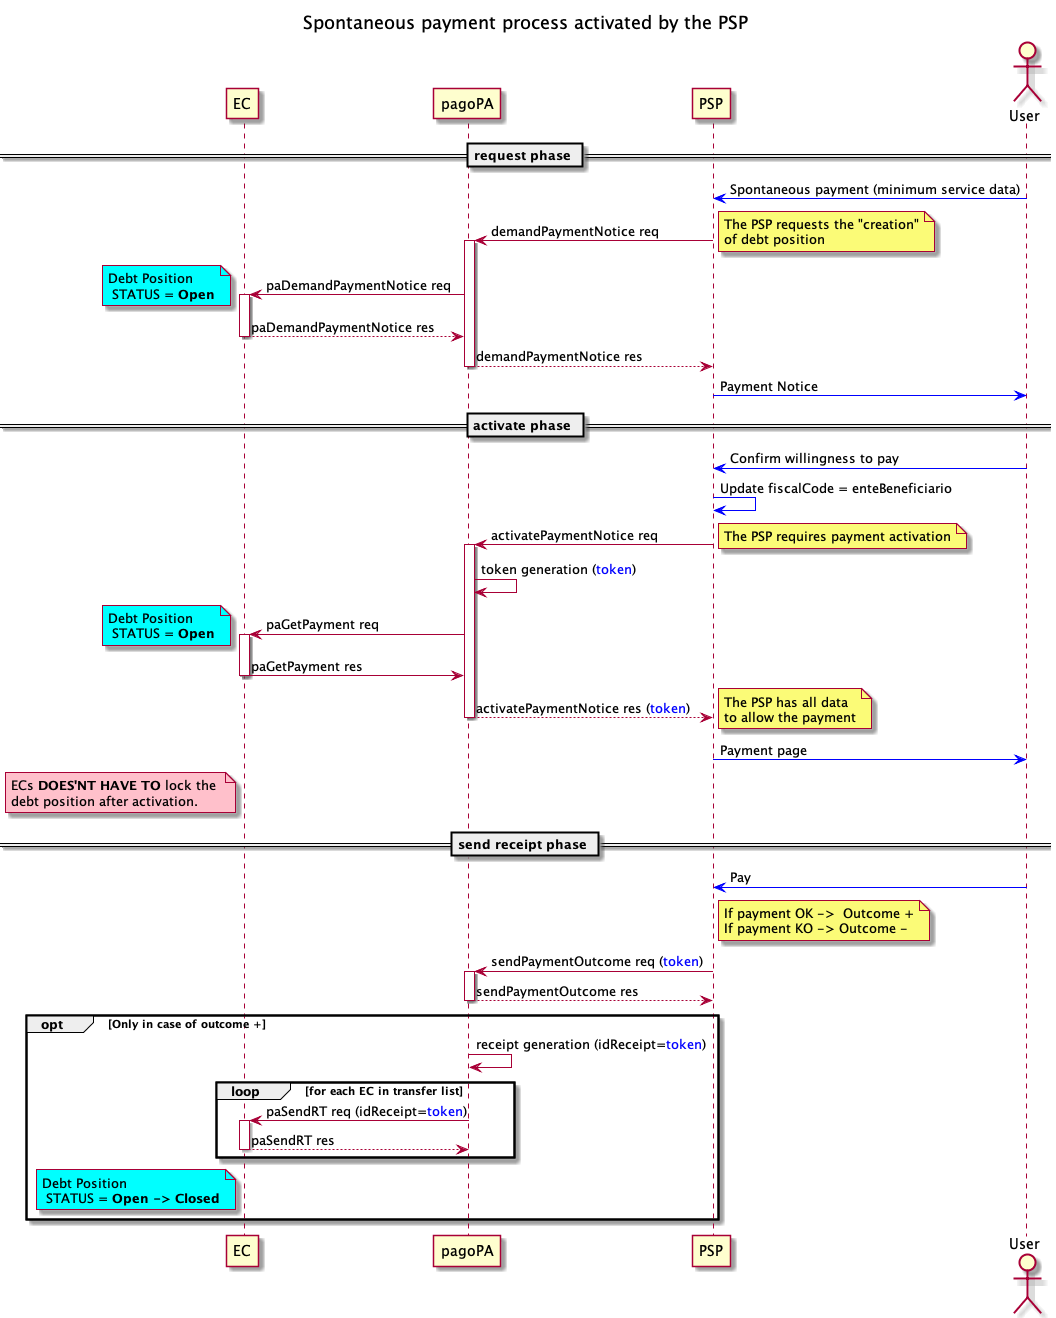 Spontaneous payment process activated by the PSP
User
EC
pagoPA
PSP
request phase
Spontaneous payment (minimum service data)
The PSP requests the "creation"
of debt position
demandPaymentNotice req
Debt Position
STATUS = Open
paDemandPaymentNotice req
paDemandPaymentNotice res
demandPaymentNotice res
Payment Notice
activate phase
Confirm willingness to pay
Update fiscalCode = enteBeneficiario
activatePaymentNotice req
The PSP requires payment activation
token generation (token)
Debt Position
STATUS = Open
paGetPayment req
paGetPayment res
The PSP has all data
to allow the payment
activatePaymentNotice res (token)
Payment page
ECs DOES'NT HAVE TO lock the
debt position after activation.
send receipt phase
Pay
If payment OK -> Outcome +
If payment KO -> Outcome -
sendPaymentOutcome req (token)
sendPaymentOutcome res
opt [Only in case of outcome +]
receipt generation (idReceipt=token)
loop [for each EC in transfer list]
paSendRT req (idReceipt=token)
paSendRT res
Debt Position
STATUS = Open -> Closed
EC
pagoPA
PSP
User